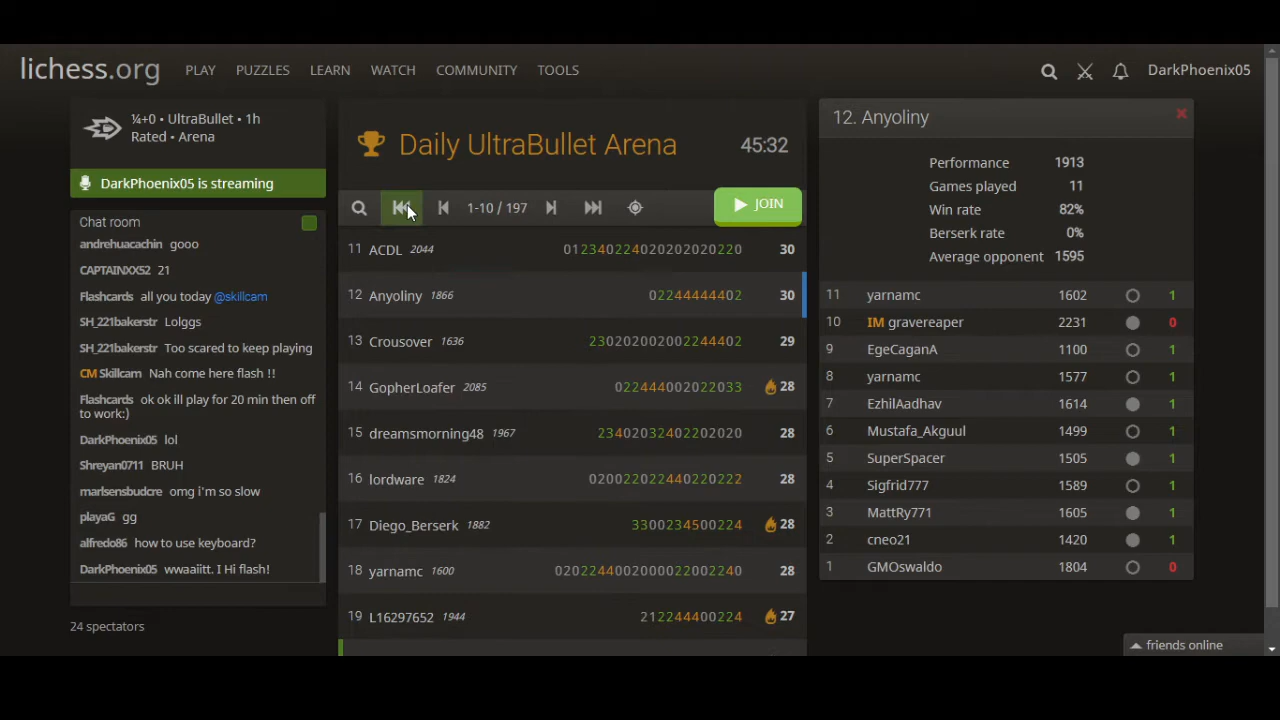 lichess.org PLAY PUZZLES LEARN WATCH COMMUNITY TOOLS DarkPhoenix05
¼+0 • UltraBullet • 1h
Rated • Arena
DarkPhoenix05 is streaming
Chat room
andrehuacachin gooo
CAPTAINXX52 21
Flashcards all you today @skillcam
SH_221bakerstr Lolggs
SH_221bakerstr Too scared to keep playing
CM Skillcam Nah come here flash !!
Flashcards ok ok ill play for 20 min then off
to work:)
DarkPhoenix05 lol
Shreyan0711 BRUH
marlsensbudcre omg i'm so slow
playaG gg
alfredo86 how to use keyboard?
DarkPhoenix05 wwaaiitt. I Hi flash!
24 spectators
Daily UltraBullet Arena 45:32
1-10 / 197 JOIN
11 ACDL 2044 01234022402020202020220 30
12 Anyoliny 1866 02244444402 30
13 Crousover 1636 23020200200224440 2 29
14 GopherLoafer 2085 022444002022033 28
15 dreamsmorning48 1967 23402032402202020 28
16 lordware 1824 020022022440220222 28
17 Diego_Berserk 1882 3300234500224 28
18 yarnamc 1600 0202244002000022002240 28
19 L16297652 1944 212244400224 27
12. Anyoliny
Performance 1913
Games played 11
Win rate 82%
Berserk rate 0%
Average opponent 1595
11 yarnamc 1602 1
10 IM gravereaper 2231 0
9 EgeCaganA 1100 1
8 yarnamc 1577 1
7 EzhilAadhav 1614 1
6 Mustafa_Akguul 1499 1
5 SuperSpacer 1505 1
4 Sigfrid777 1589 1
3 MattRy771 1605 1
2 cneo21 1420 1
1 GMOswaldo 1804 0
friends online